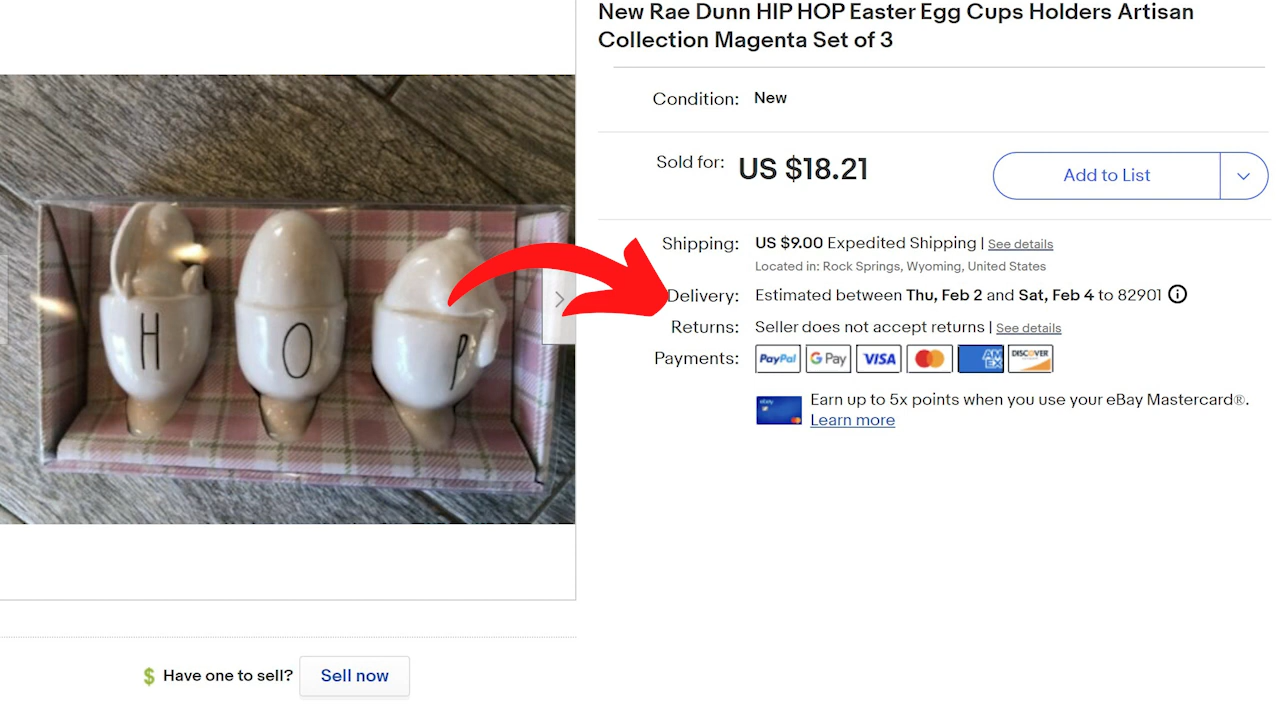 New Rae Dunn HIP HOP Easter Egg Cups Holders Artisan
Collection Magenta Set of 3
Condition: New
Sold for: US $18.21
Add to List
Shipping: US $9.00 Expedited Shipping | See details
Located in: Rock Springs, Wyoming, United States
Delivery: Estimated between Thu, Feb 2 and Sat, Feb 4 to 82901
Returns: Seller does not accept returns | See details
Payments: PayPal G Pay VISA AM EX DISCOVER
ebay
Earn up to 5x points when you use your eBay Mastercard®.
Learn more
H O P
$ Have one to sell? Sell now